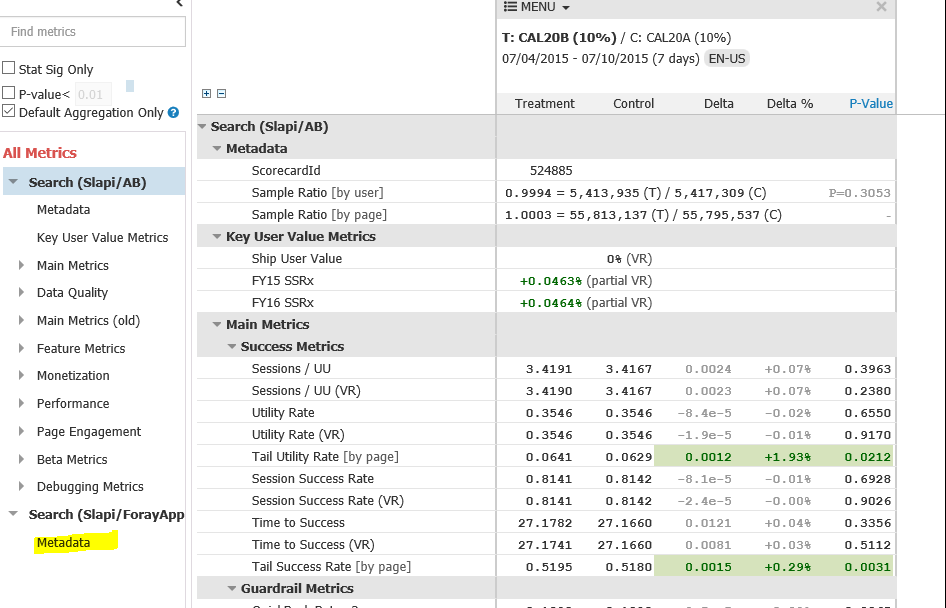 MENU
Find metrics
T: CAL20B (10%) / C: CAL20A (10%)
07/04/2015 - 07/10/2015 (7 days) EN-US
Stat Sig Only
P-value< 0.01
Default Aggregation Only ?
Treatment Control Delta Delta % P-Value
All Metrics
Search (Slapi/AB)
Metadata
Key User Value Metrics
Main Metrics
Data Quality
Main Metrics (old)
Feature Metrics
Monetization
Performance
Page Engagement
Beta Metrics
Debugging Metrics
Search (Slapi/ForayApp
Metadata
Search (Slapi/AB)
Metadata
ScorecardId 524885
Sample Ratio [by user] 0.9994 = 5,413,935 (T) / 5,417,309 (C) P=0.3053
Sample Ratio [by page] 1.0003 = 55,813,137 (T) / 55,795,537 (C) -
Key User Value Metrics
Ship User Value 0% (VR)
FY15 SSRx +0.0463% (partial VR)
FY16 SSRx +0.0464% (partial VR)
Main Metrics
Success Metrics
Sessions / UU 3.4191 3.4167 0.0024 +0.07% 0.3963
Sessions / UU (VR) 3.4190 3.4167 0.0023 +0.07% 0.2380
Utility Rate 0.3546 0.3546 -8.4e-5 -0.02% 0.6550
Utility Rate (VR) 0.3546 0.3546 -1.9e-5 -0.01% 0.9170
Tail Utility Rate [by page] 0.0641 0.0629 0.0012 +1.93% 0.0212
Session Success Rate 0.8141 0.8142 -8.1e-5 -0.01% 0.6928
Session Success Rate (VR) 0.8141 0.8142 -2.4e-5 -0.00% 0.9026
Time to Success 27.1782 27.1660 0.0121 +0.04% 0.3356
Time to Success (VR) 27.1741 27.1660 0.0081 +0.03% 0.5112
Tail Success Rate [by page] 0.5195 0.5180 0.0015 +0.29% 0.0031
Guardrail Metrics